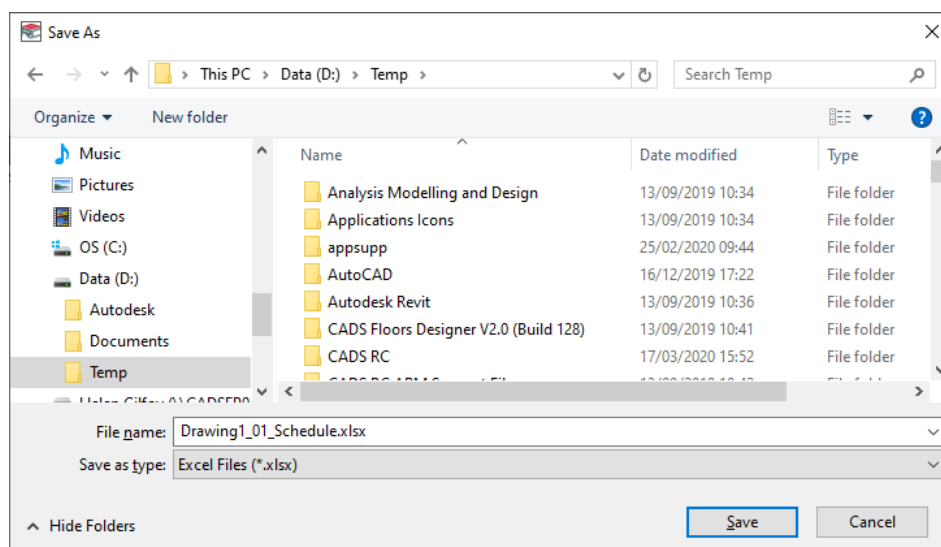 Save As
This PC > Data (D:) > Temp >
Search Temp
Organize
New folder
Music
Pictures
Videos
OS (C:)
Data (D:)
Autodesk
Documents
Temp
Name Date modified Type
Analysis Modelling and Design 13/09/2019 10:34 File folder
Applications Icons 13/09/2019 10:34 File folder
appsupp 25/02/2020 09:44 File folder
AutoCAD 16/12/2019 17:22 File folder
Autodesk Revit 13/09/2019 10:36 File folder
CADS Floors Designer V2.0 (Build 128) 13/09/2019 10:41 File folder
CADS RC 17/03/2020 15:52 File folder
File name: Drawing1_01_Schedule.xlsx
Save as type: Excel Files (*.xlsx)
Hide Folders
Save
Cancel